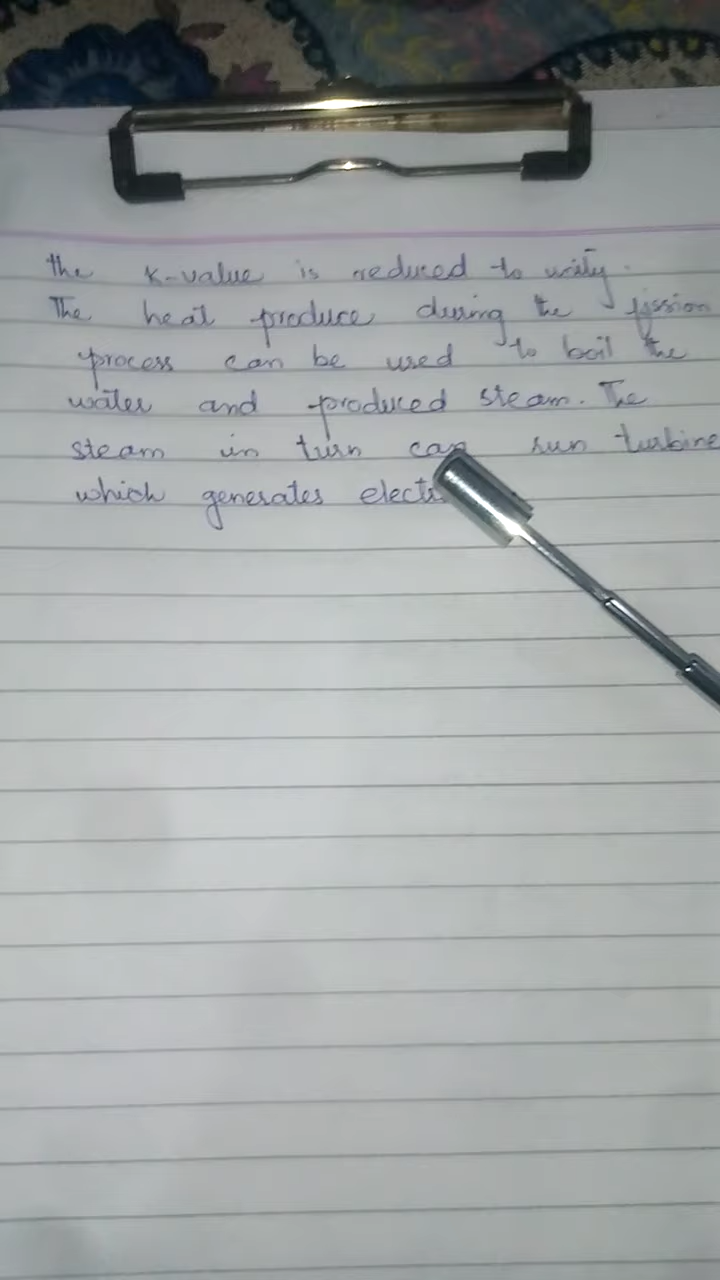 the k-value is reduced to unity.
The heat produce during the fission
process can be used to boil the
water and produced steam. The
steam in turn can run turbine
which generates